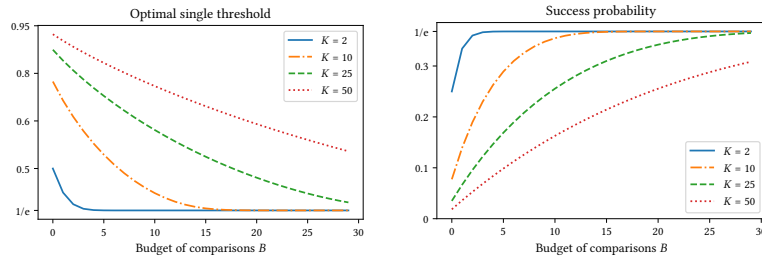 Optimal single threshold
0.95
0.8
0.6
0.5
1/e
K = 2
K = 10
K = 25
K = 50
0
5
10
15
20
25
30
Budget of comparisons B
Success probability
1/e
0.3
0.2
0.1
0
K = 2
K = 10
K = 25
K = 50
0
5
10
15
20
25
30
Budget of comparisons B